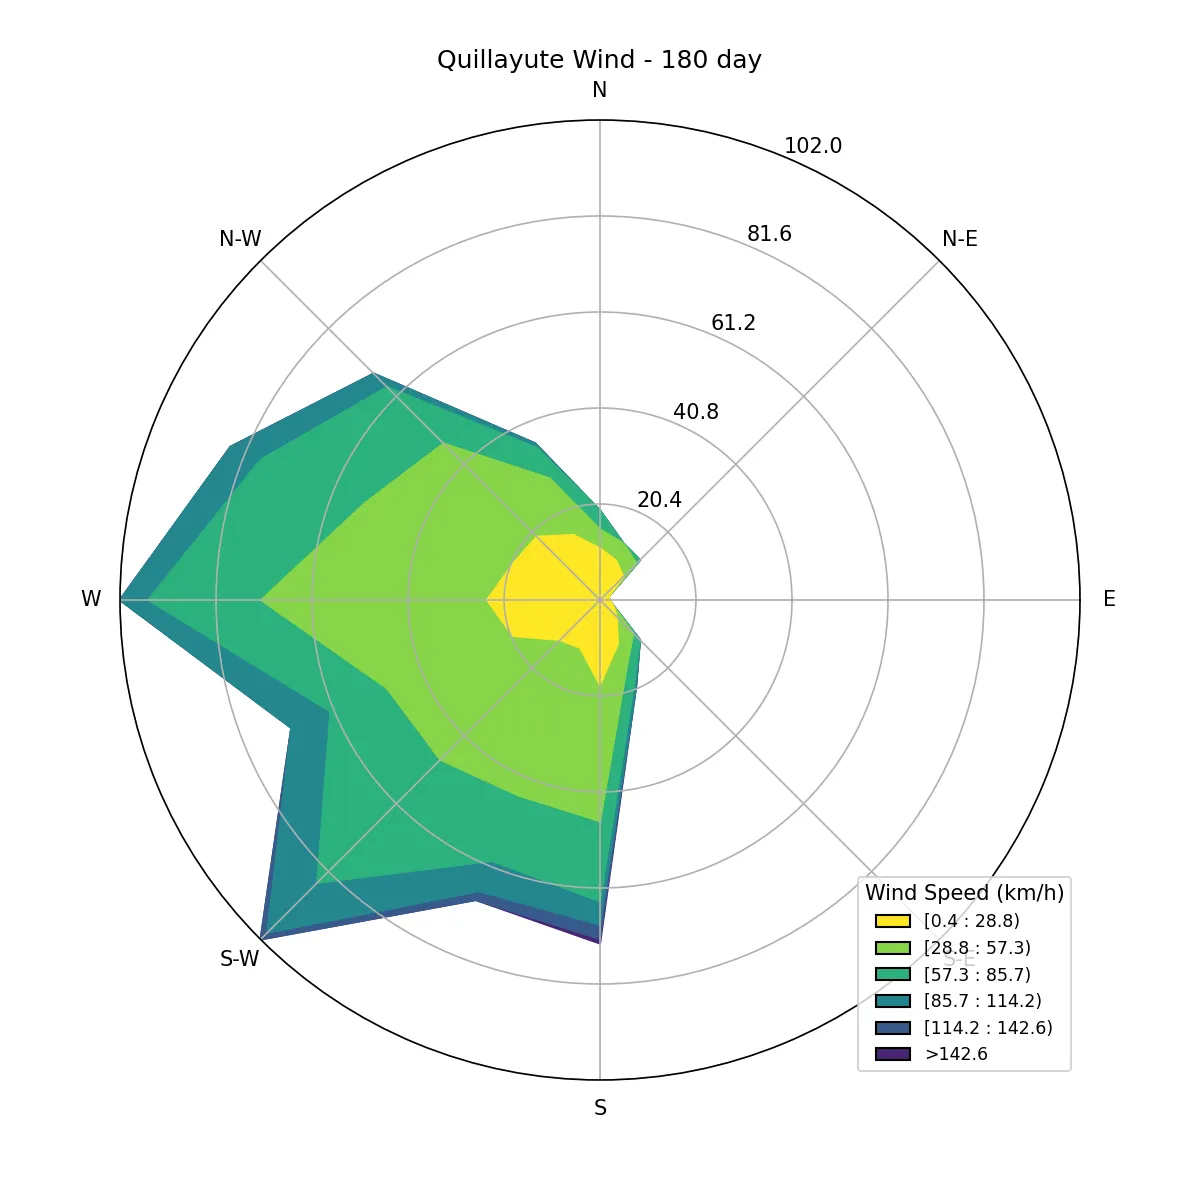 Quillayute Wind - 180 day
N
102.0
N-W
81.6
N-E
61.2
40.8
20.4
W
E
S-W
S-E
S
Wind Speed (km/h)
[0.4 : 28.8)
[28.8 : 57.3)
[57.3 : 85.7)
[85.7 : 114.2)
[114.2 : 142.6)
>142.6